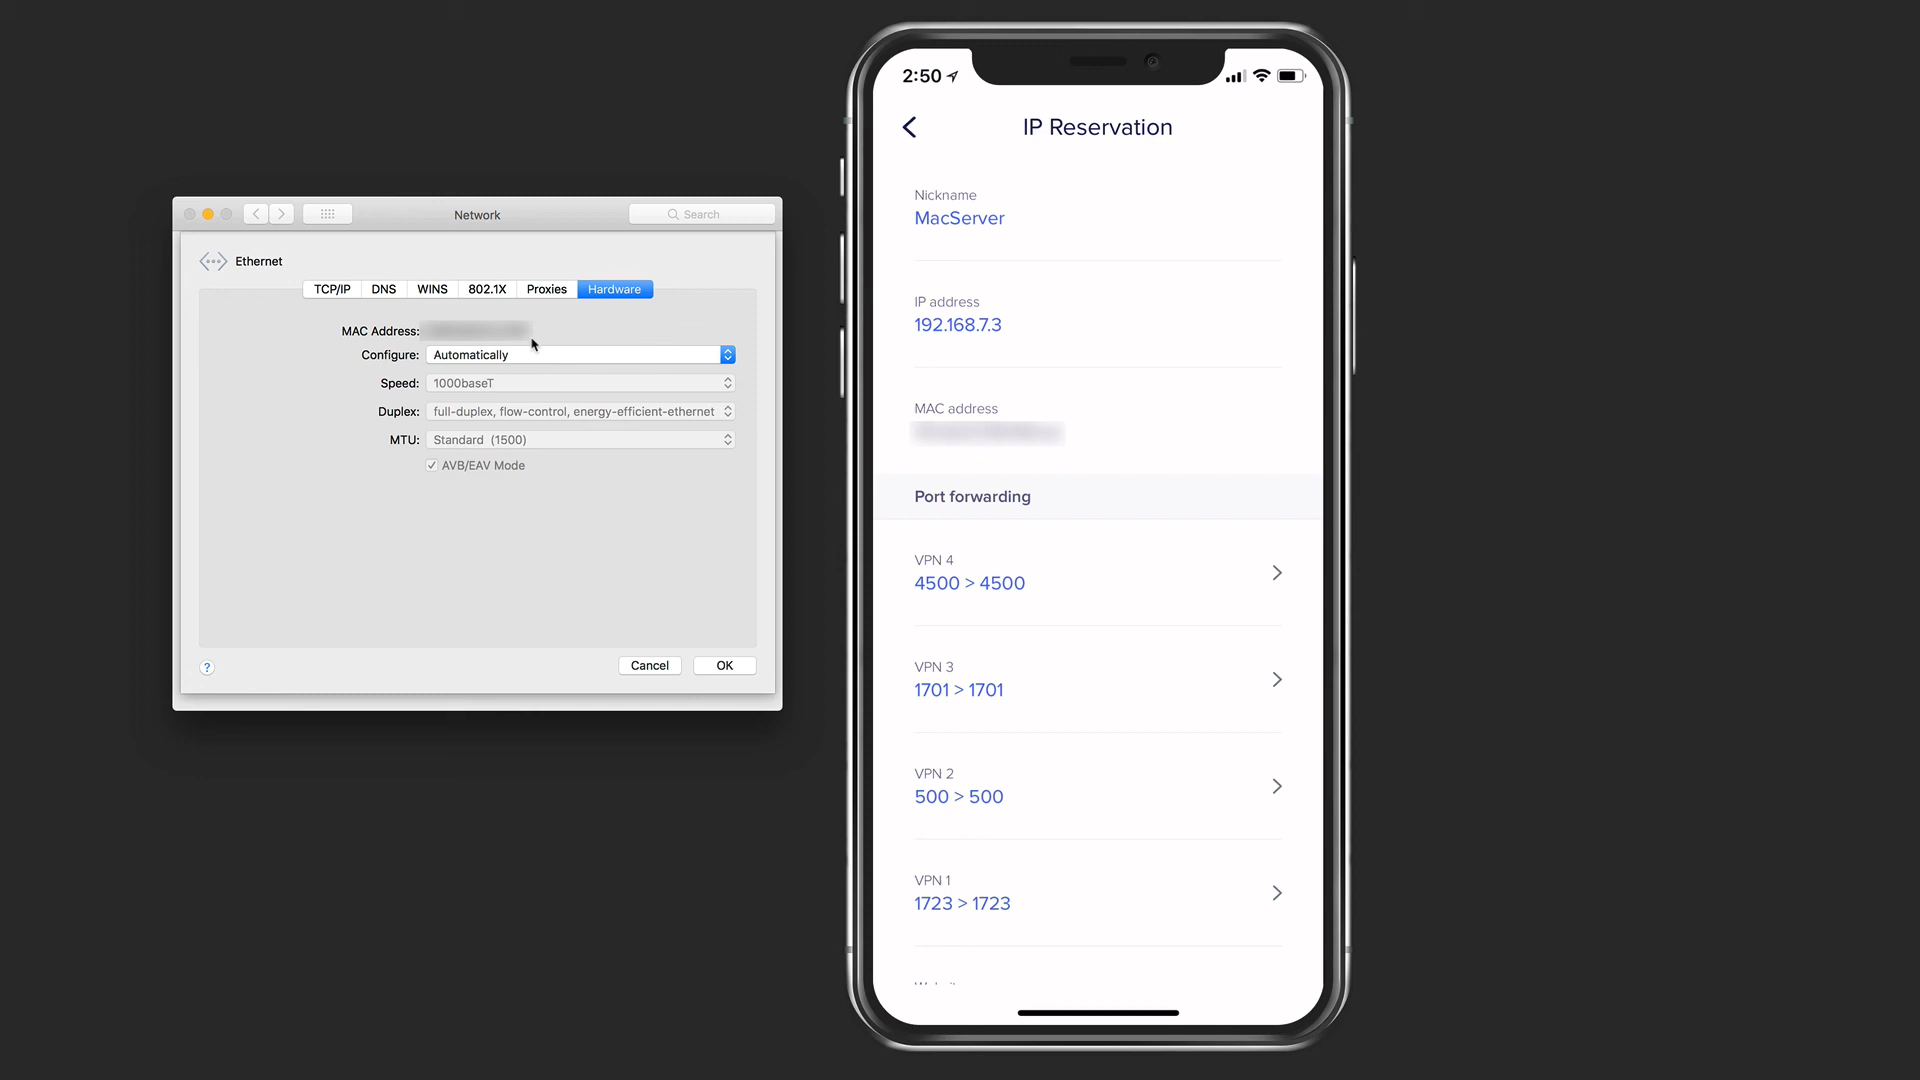 Network
Search
Ethernet
TCP/IP
DNS
WINS
802.1X
Proxies
Hardware
MAC Address:
Configure: Automatically
Speed: 1000baseT
Duplex: full-duplex, flow-control, energy-efficient-ethernet
MTU: Standard (1500)
AVB/EAV Mode
?
Cancel
OK
2:50
IP Reservation
Nickname
MacServer
IP address
192.168.7.3
MAC address
Port forwarding
VPN 4
4500 > 4500
VPN 3
1701 > 1701
VPN 2
500 > 500
VPN 1
1723 > 1723